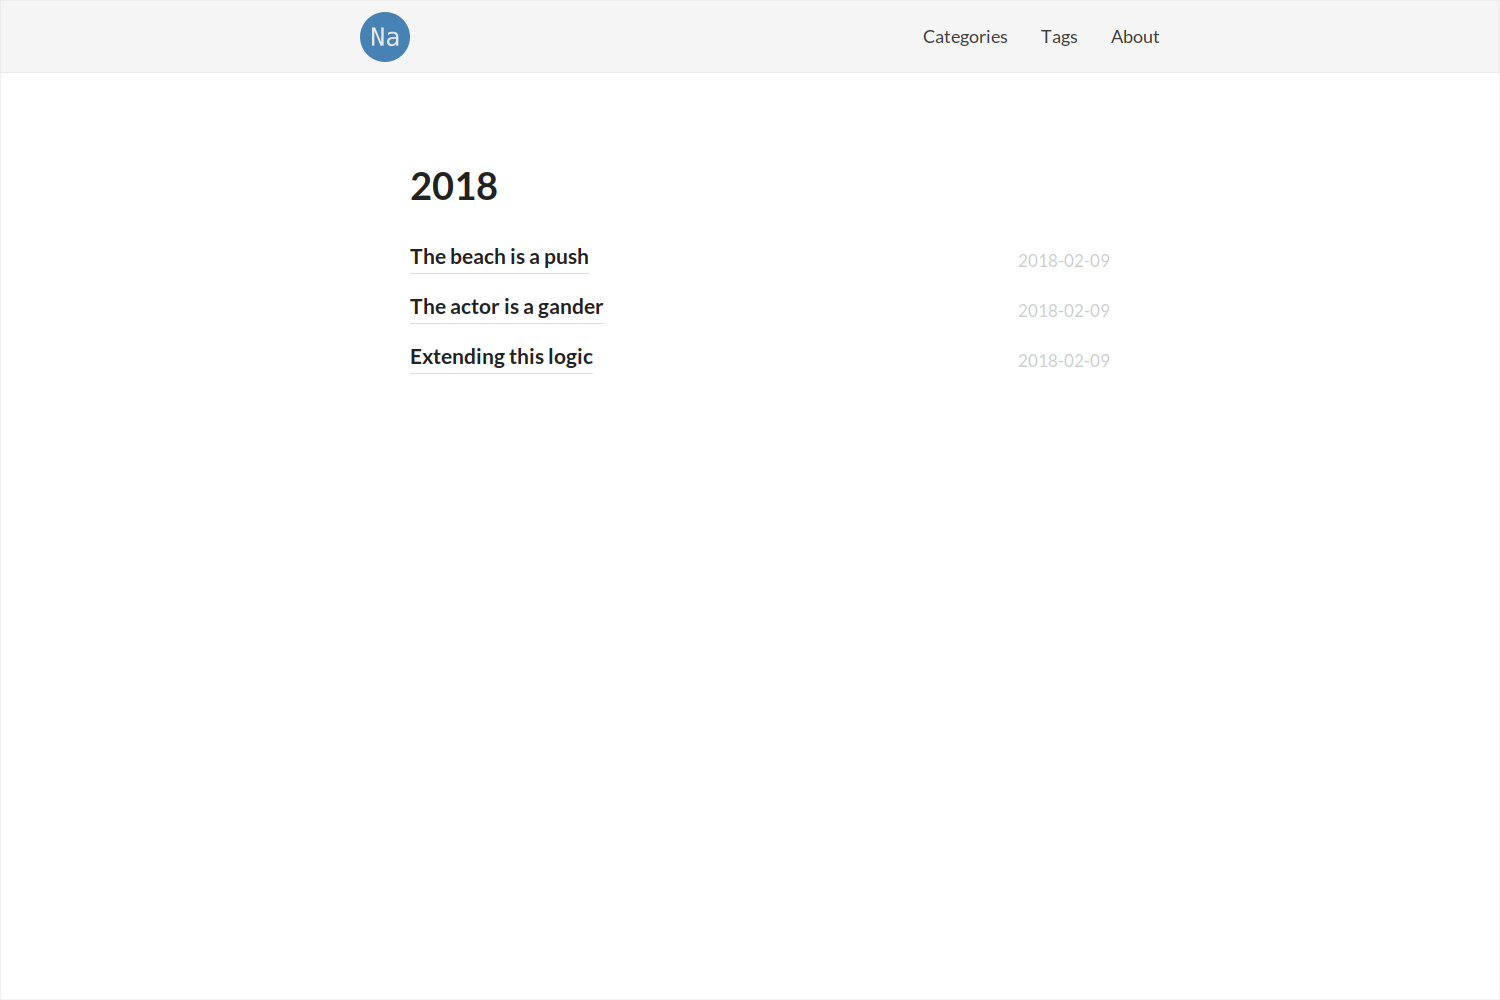 Na
Categories Tags About
2018
The beach is a push 2018-02-09
The actor is a gander 2018-02-09
Extending this logic 2018-02-09